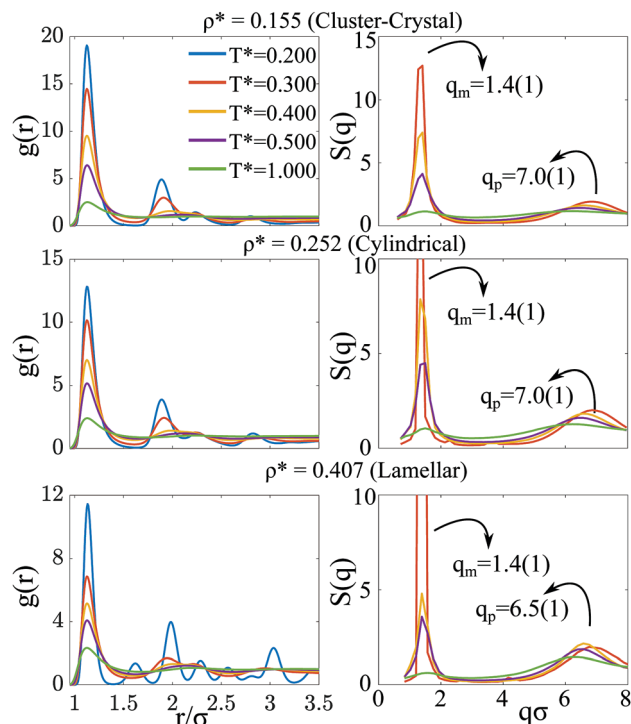 ρ* = 0.155 (Cluster-Crystal)
g(r)
20
15
10
5
0
T*=0.200
T*=0.300
T*=0.400
T*=0.500
T*=1.000
S(q)
15
10
5
0
qm=1.4(1)
qp=7.0(1)
ρ* = 0.252 (Cylindrical)
g(r)
15
10
5
0
S(q)
10
5
0
qm=1.4(1)
qp=7.0(1)
ρ* = 0.407 (Lamellar)
g(r)
12
8
4
0
1 1.5 2 2.5 3 3.5
r/σ
S(q)
10
5
0
qm=1.4(1)
qp=6.5(1)
0 2 4 6 8
qσ